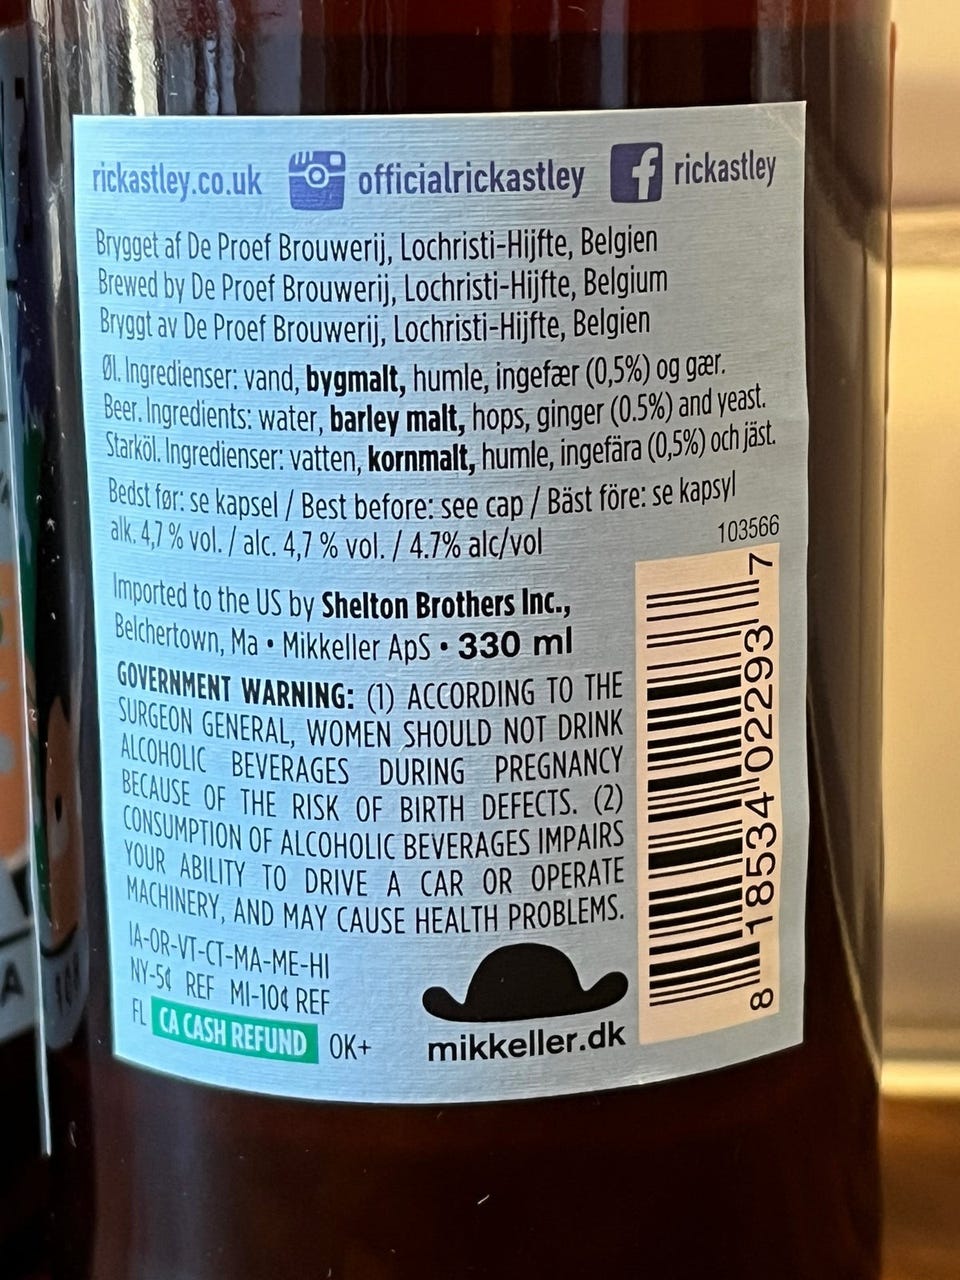 rickastley.co.uk officialrickastley f rickastley
Brygget af De Proef Brouwerij, Lochristi-Hijfte, Belgien
Brewed by De Proef Brouwerij, Lochristi-Hijfte, Belgium
Bryggt av De Proef Brouwerij, Lochristi-Hijfte, Belgien
Øl. Ingredienser: vand, bygmalt, humle, ingefær (0,5%) og gær.
Beer. Ingredients: water, barley malt, hops, ginger (0.5%) and yeast.
Starköl. Ingredienser: vatten, kornmalt, humle, ingefära (0,5%) och jäst.
Bedst før: se kapsel / Best before: see cap / Bäst före: se kapsyl
alk. 4,7 % vol. / alc. 4,7 % vol. / 4.7% alc/vol
103566
Imported to the US by Shelton Brothers Inc.,
Belchertown, Ma • Mikkeller ApS • 330 ml
GOVERNMENT WARNING: (1) ACCORDING TO THE
SURGEON GENERAL, WOMEN SHOULD NOT DRINK
ALCOHOLIC BEVERAGES DURING PREGNANCY
BECAUSE OF THE RISK OF BIRTH DEFECTS. (2)
CONSUMPTION OF ALCOHOLIC BEVERAGES IMPAIRS
YOUR ABILITY TO DRIVE A CAR OR OPERATE
MACHINERY, AND MAY CAUSE HEALTH PROBLEMS.
IA-OR-VT-CT-MA-ME-HI
NY-5¢ REF MI-10¢ REF
FL CA CASH REFUND OK+
mikkeller.dk
8 18534 02293 7